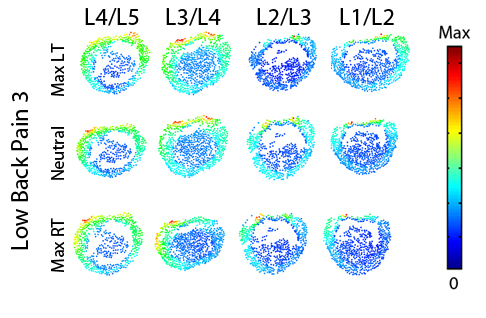 L4/L5 L3/L4 L2/L3 L1/L2
Max
Max LT
Neutral
Max RT
Low Back Pain 3
0